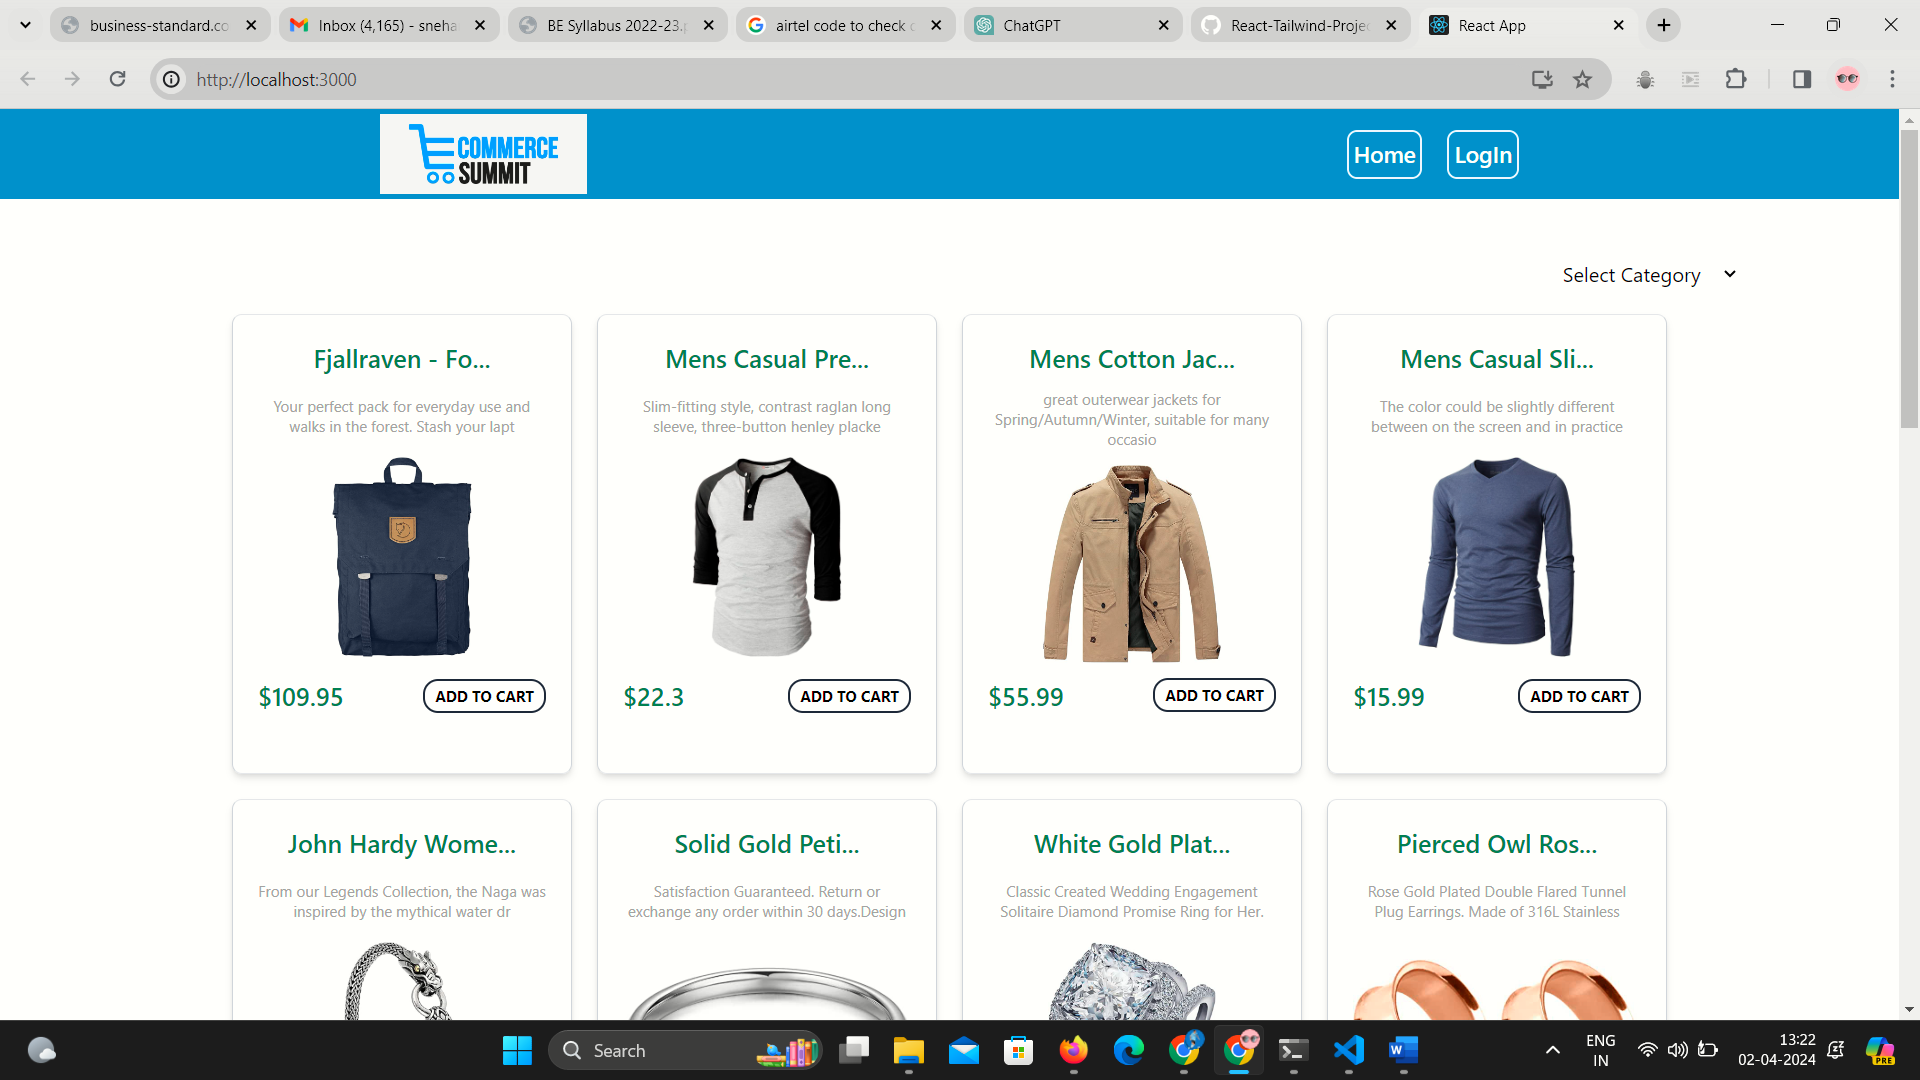 business-standard.co
Inbox (4,165) - sneha
BE Syllabus 2022-23.p
airtel code to check c
ChatGPT
React-Tailwind-Projec
React App
http://localhost:3000
COMMERCE
SUMMIT
Home
LogIn
Select Category
Fjallraven - Fo...
Your perfect pack for everyday use and
walks in the forest. Stash your lapt
$109.95
ADD TO CART
Mens Casual Pre...
Slim-fitting style, contrast raglan long
sleeve, three-button henley placke
$22.3
ADD TO CART
Mens Cotton Jac...
great outerwear jackets for
Spring/Autumn/Winter, suitable for many
occasio
$55.99
ADD TO CART
Mens Casual Sli...
The color could be slightly different
between on the screen and in practice
$15.99
ADD TO CART
John Hardy Wome...
From our Legends Collection, the Naga was
inspired by the mythical water dr
Solid Gold Peti...
Satisfaction Guaranteed. Return or
exchange any order within 30 days.Design
White Gold Plat...
Classic Created Wedding Engagement
Solitaire Diamond Promise Ring for Her.
Pierced Owl Ros...
Rose Gold Plated Double Flared Tunnel
Plug Earrings. Made of 316L Stainless
Search
ENG
IN
13:22
02-04-2024
PRE